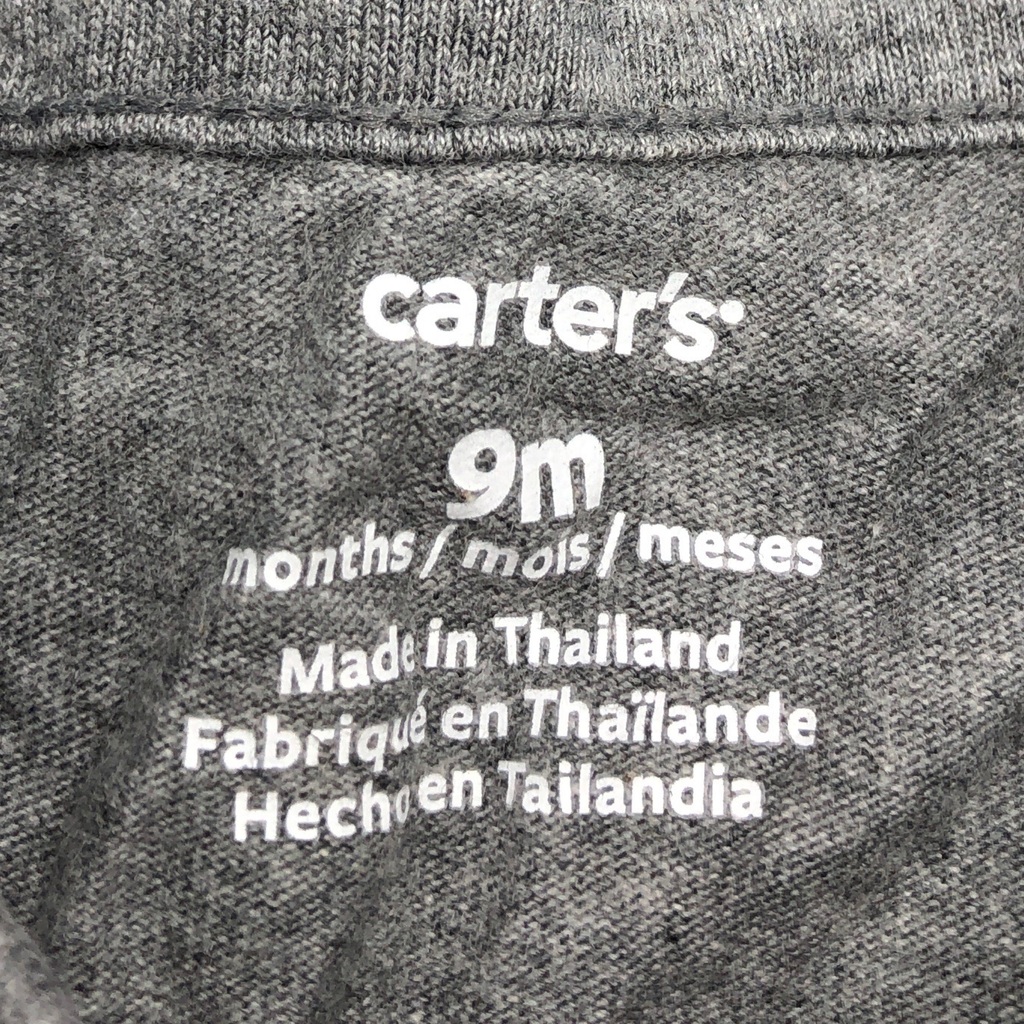 carter's
9m
months / mois / meses
Made in Thailand
Fabriqué en Thaïlande
Hecho en Tailandia